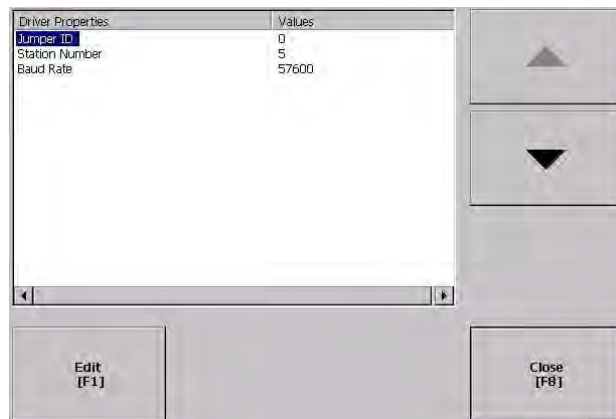 Driver Properties Values
Jumper ID 0
Station Number 5
Baud Rate 57600
Edit
[F1]
Close
[F8]